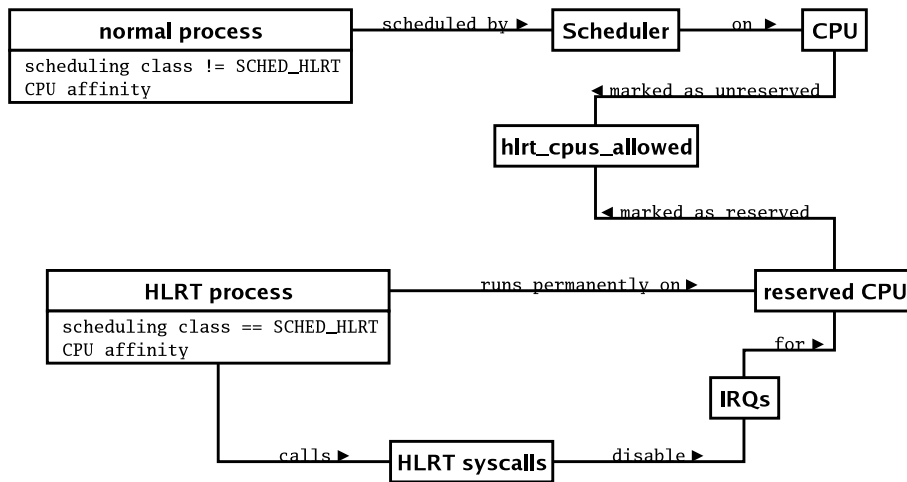 normal process
scheduling class != SCHED_HLRT
CPU affinity
scheduled by ►
Scheduler
on ►
CPU
◄ marked as unreserved
hlrt_cpus_allowed
◄ marked as reserved
HLRT process
scheduling class == SCHED_HLRT
CPU affinity
runs permanently on ►
reserved CPU
for ►
IRQs
calls ►
HLRT syscalls
disable ►